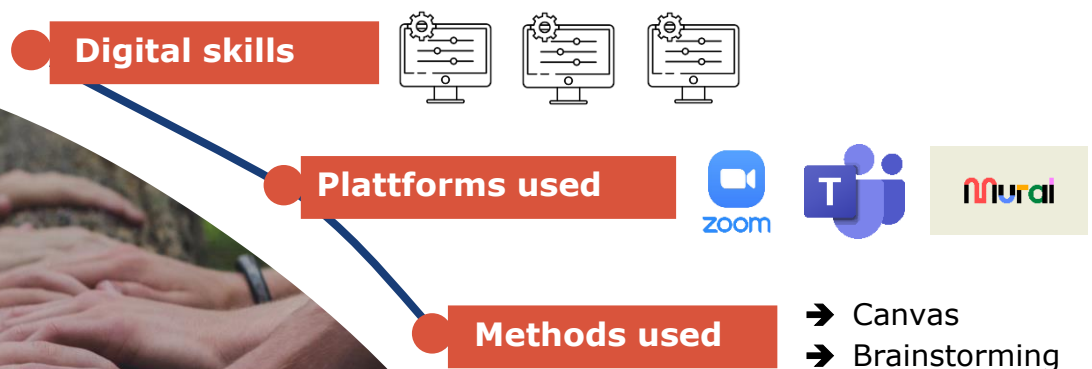 Digital skills
Plattforms used
zoom
T
Mural
Methods used
➔ Canvas
➔ Brainstorming